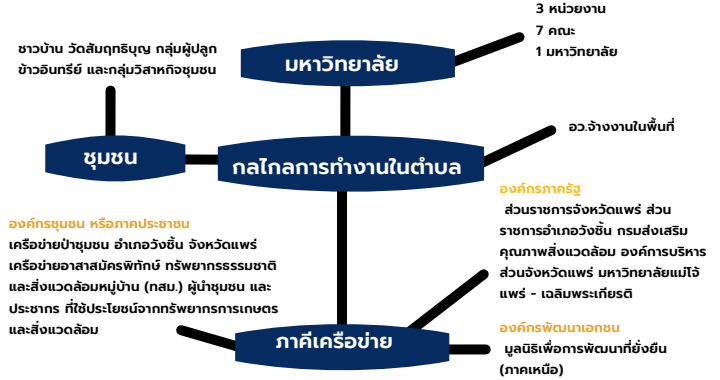 3 หน่วยงาน
7 คณะ
1 มหาวิทยาลัย
ชาวบ้าน วัดสัมฤทธิบุญ กลุ่มผู้ปลูก
ข้าวอินทรีย์ และกลุ่มวิสาหกิจชุมชน
มหาวิทยาลัย
อว.จ้างงานในพื้นที่
ชุมชน
กลไกลการทำงานในตำบล
องค์กรภาครัฐ
ส่วนราชการจังหวัดแพร่ ส่วน
ราชการอำเภอวังชิ้น กรมส่งเสริม
คุณภาพสิ่งแวดล้อม องค์การบริหาร
ส่วนจังหวัดแพร่ มหาวิทยาลัยแม่โจ้
แพร่ - เฉลิมพระเกียรติ
องค์กรชุมชน หรือภาคประชาชน
เครือข่ายป่าชุมชน อำเภอวังชิ้น จังหวัดแพร่
เครือข่ายอาสาสมัครพิทักษ์ ทรัพยากรธรรมชาติ
และสิ่งแวดล้อมหมู่บ้าน (ทสม.) ผู้นำชุมชน และ
ประชากร ที่ใช้ประโยชน์จากทรัพยากรการเกษตร
และสิ่งแวดล้อม
ภาคีเครือข่าย
องค์กรพัฒนาเอกชน
มูลนิธิเพื่อการพัฒนาที่ยั่งยืน
(ภาคเหนือ)